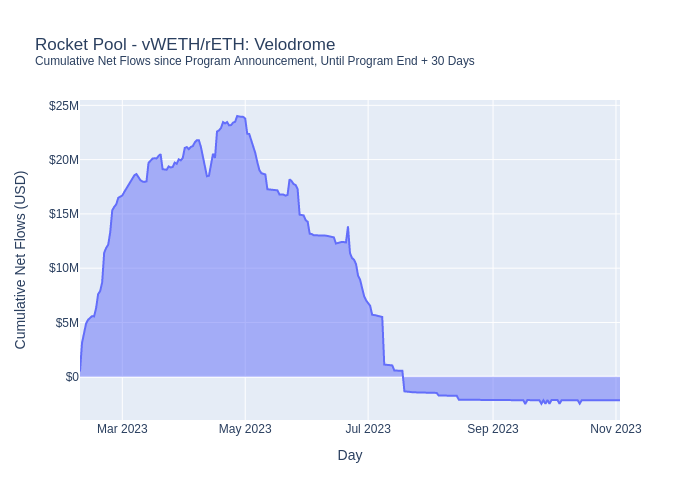 Rocket Pool - vWETH/rETH: Velodrome
Cumulative Net Flows since Program Announcement, Until Program End + 30 Days
Cumulative Net Flows (USD)
$25M
$20M
$15M
$10M
$5M
$0
Mar 2023
May 2023
Jul 2023
Sep 2023
Nov 2023
Day